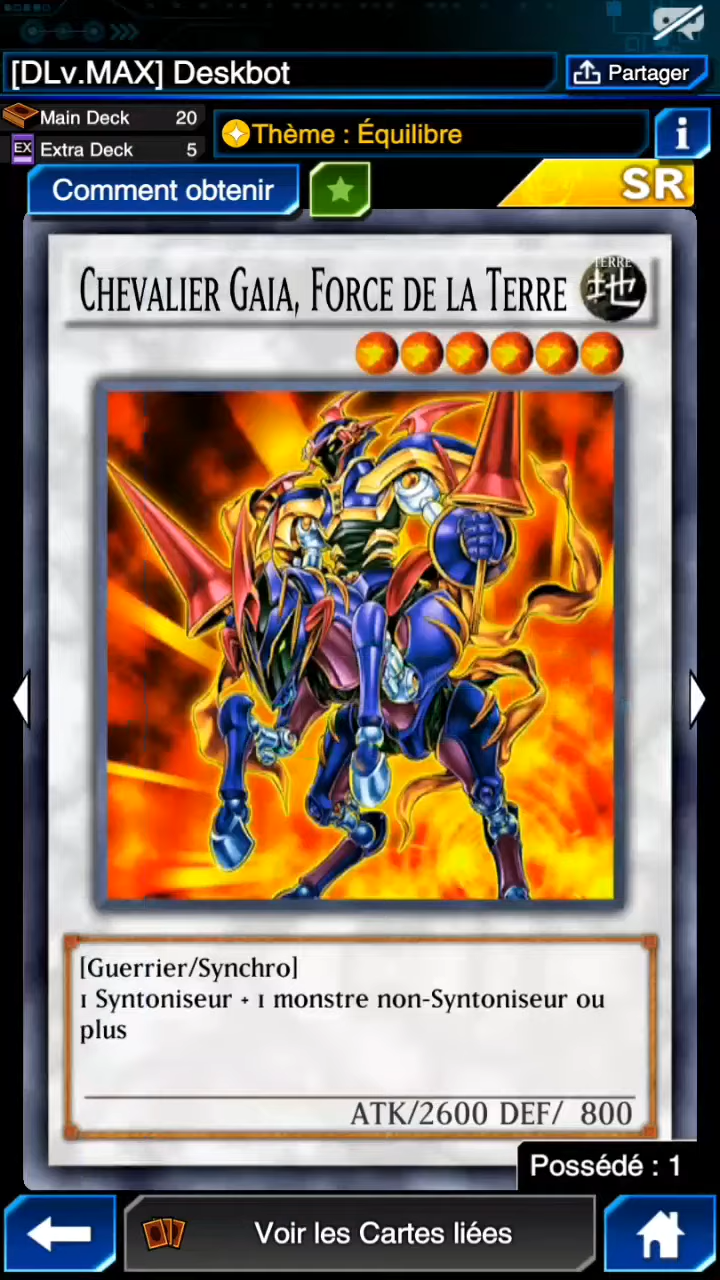 [DLv.MAX] Deskbot
Partager
Main Deck 20
EX Extra Deck 5
Thème : Équilibre
i
Comment obtenir
SR
CHEVALIER GAIA, FORCE DE LA TERRE
TERRE
地
[Guerrier/Synchro]
1 Syntoniseur + 1 monstre non-Syntoniseur ou
plus
ATK/2600 DEF/ 800
Possédé : 1
Voir les Cartes liées